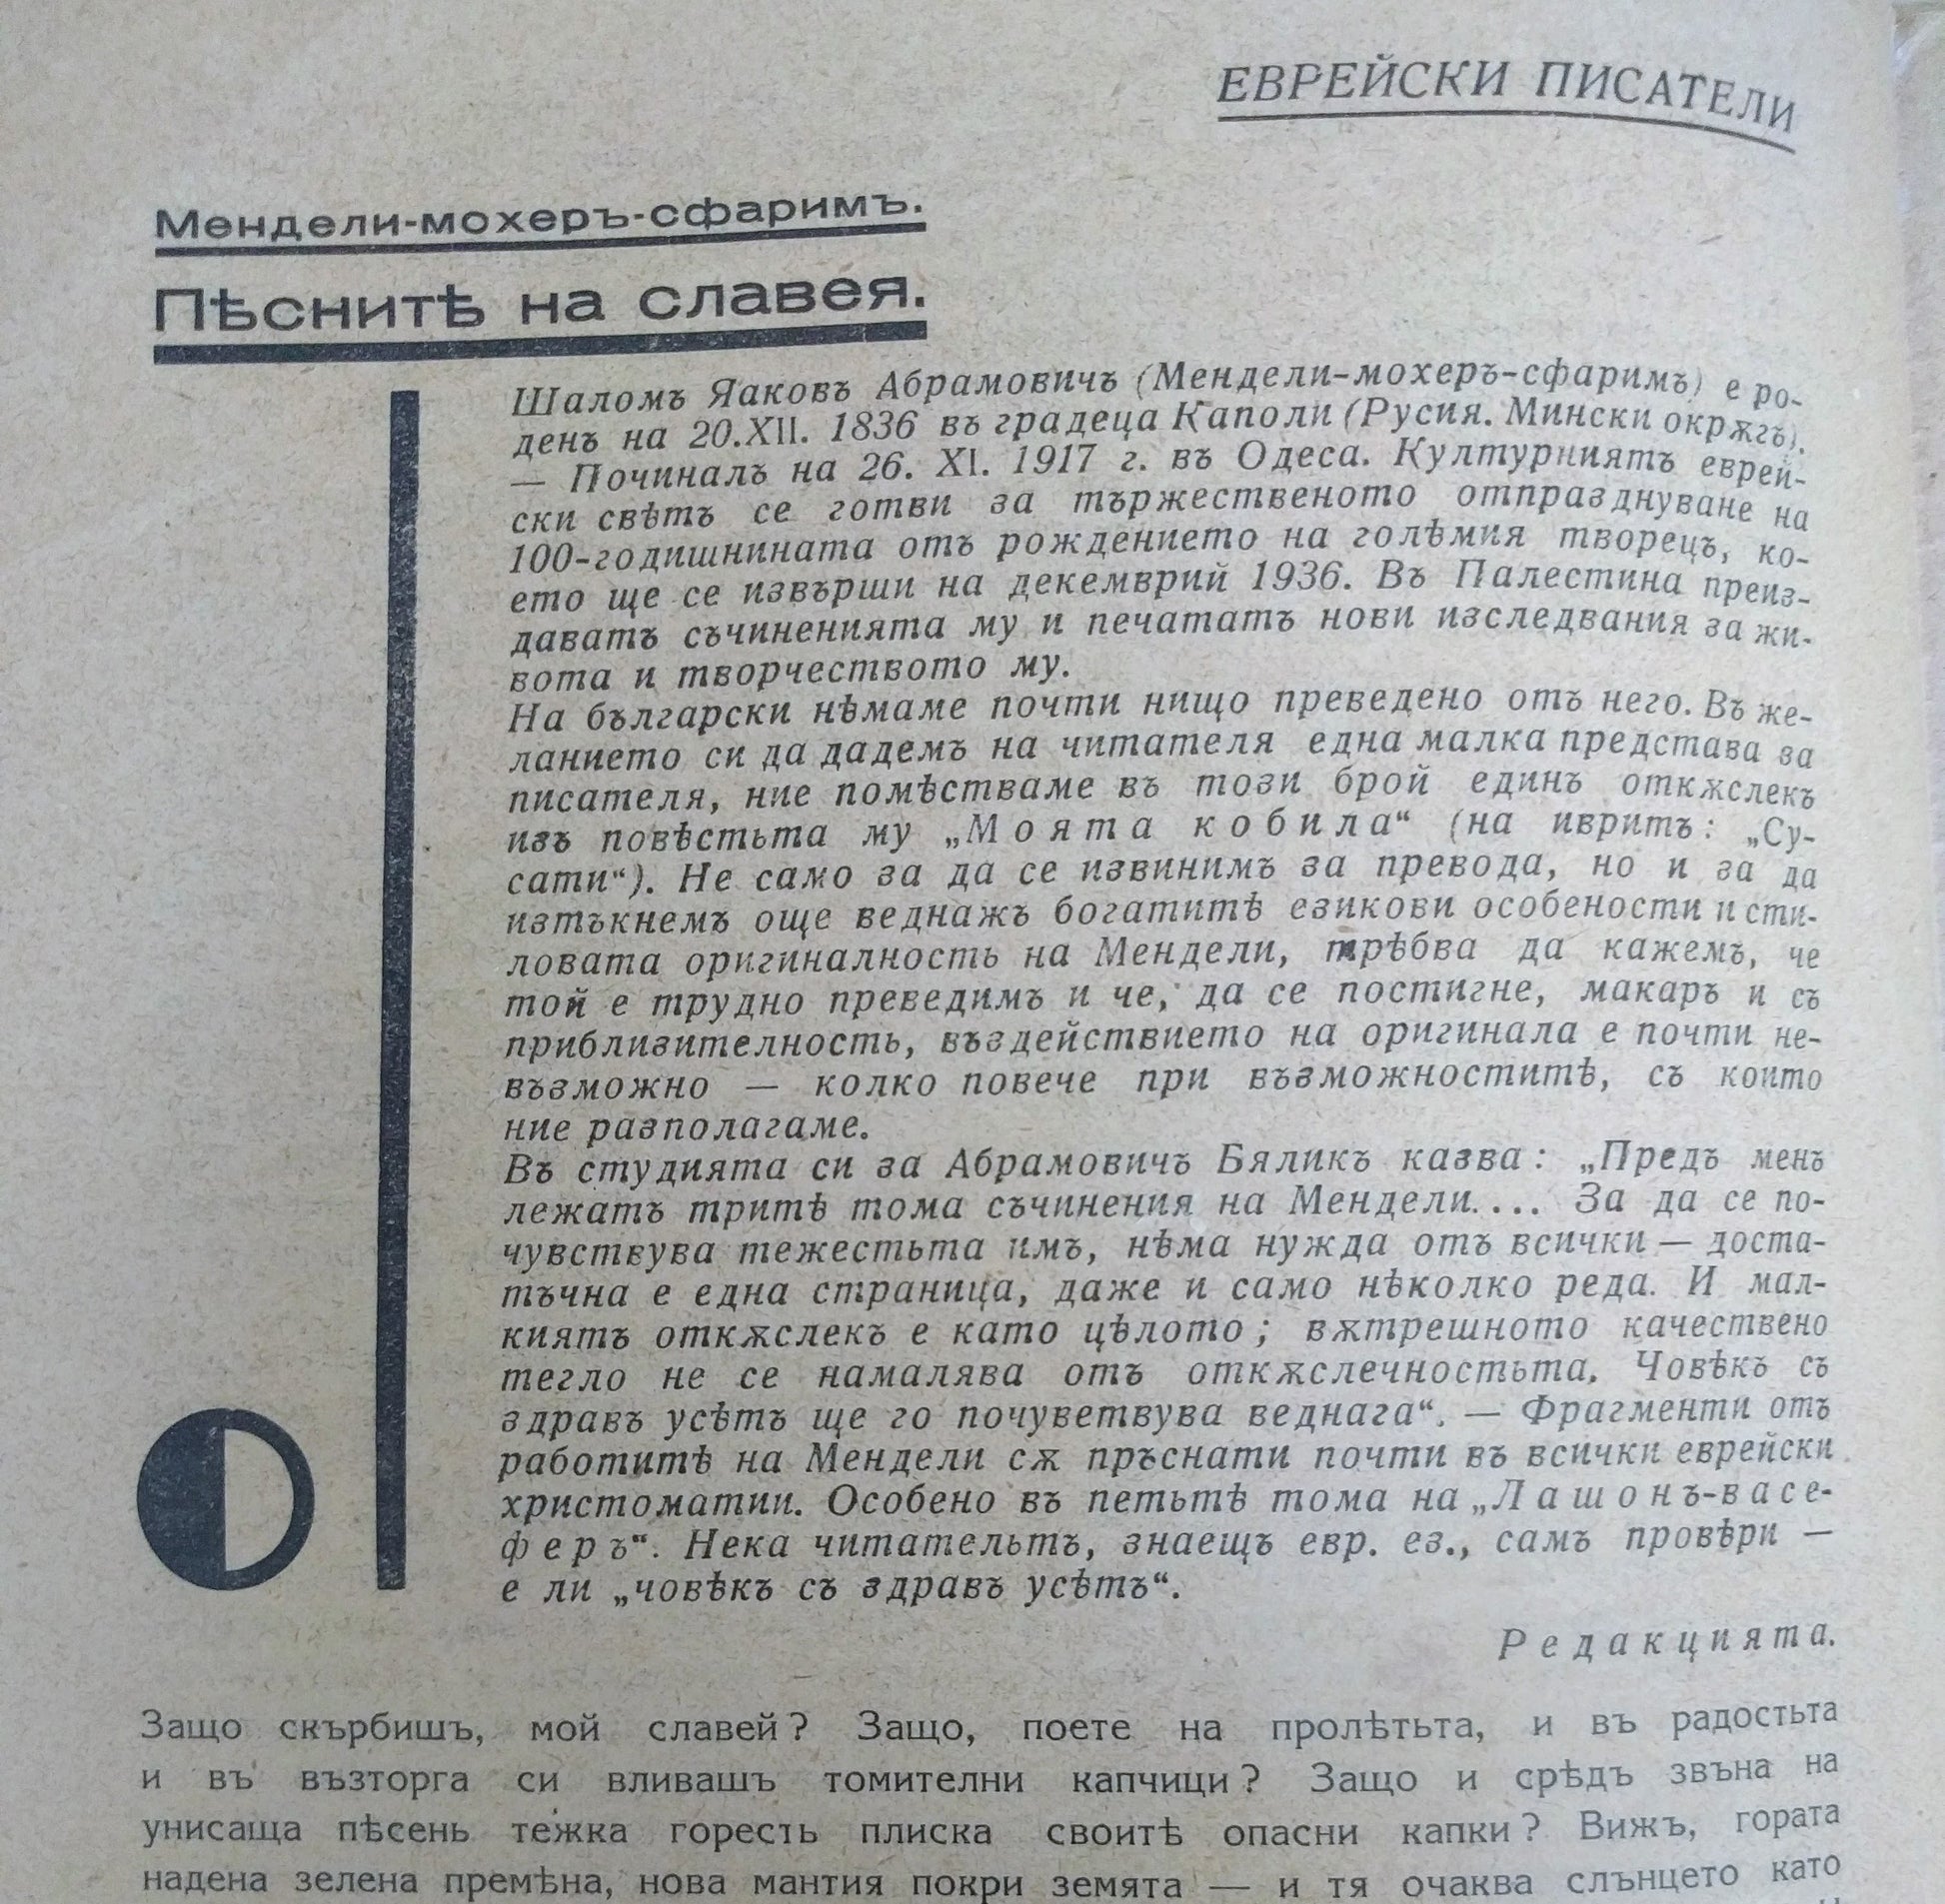 ЕВРЕЙСКИ ПИСАТЕЛИ
Мендели-мохеръ-сфаримъ.
Пѣснитѣ на славея.
Шаломъ Яаковъ Абрамовичъ (Мендели-мохеръ-сфаримъ) е ро-
денъ на 20.XII. 1836 въ градеца Каполи (Русия. Мински окрѫгъ).
— Починалъ на 26. XI. 1917 г. въ Одеса. Културниятъ еврей-
ски свѣтъ се готви за тържественото отпразднуване на
100-годишнината отъ рождението на голѣмия творецъ, ко-
ето ще се извърши на декемврий 1936. Въ Палестина преиз-
даватъ съчиненията му и печататъ нови изследвания за жи-
вота и творчеството му.
На български нѣмаме почти нищо преведено отъ него. Въ же-
ланието си да дадемъ на читателя една малка представа за
писателя, ние помѣстваме въ този брой единъ откѫслекъ
изъ повѣстьта му „Моята кобила“ (на ивритъ: „Су-
сати“). Не само за да се извинимъ за превода, но и за да
изтъкнемъ още веднажъ богатитѣ езикови особености и сти-
ловата оригиналность на Мендели, трѣбва да кажемъ, че
той е трудно преведимъ и че, да се постигне, макаръ и съ
приблизителность, въздействието на оригинала е почти не-
възможно — колко повече при възможноститѣ, съ които
ние разполагаме.
Въ студията си за Абрамовичъ Бяликъ казва: „Предъ менъ
лежатъ тритѣ тома съчинения на Мендели.... За да се по-
чувствува тежестьта имъ, нѣма нужда отъ всички — доста-
тъчна е една страница, даже и само нѣколко реда. И мал-
киятъ откѫслекъ е като цѣлото; вѫтрешното качествено
тегло не се намалява отъ откѫслечностьта. Човѣкъ съ
здравъ усѣтъ ще го почуветвува веднага“. — Фрагменти отъ
работитѣ на Мендели сѫ пръснати почти въ всички еврейски
христоматии. Особено въ петьтѣ тома на „Лашонъ-васе-
феръ“. Нека читательтъ, знаещъ евр. ез., самъ провѣри —
е ли „човѣкъ съ здравъ усѣтъ“.
Редакцията.
Защо скърбишъ, мой славей? Защо, поете на пролѣтьта, и въ радостьта
и въ възторга си вливашъ томителни капчици? Защо и срѣдъ звъна на
унисаща пѣсень тежка горесть плиска своитѣ опасни капки? Вижъ, гората
надена зелена премѣна, нова мантия покри земята — и тя очаква слънцето като